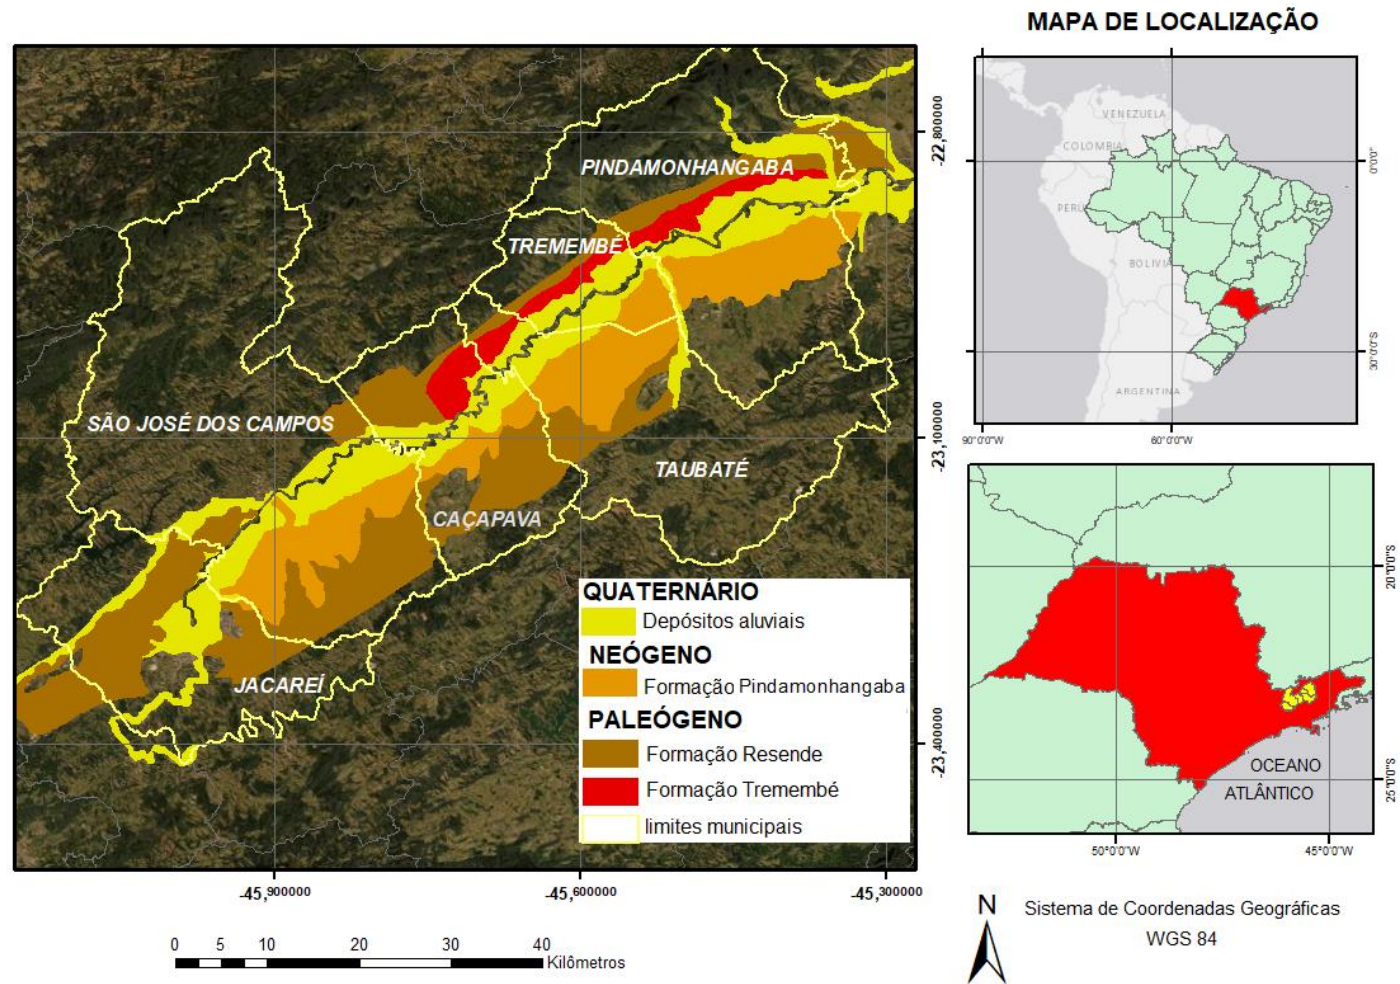 MAPA DE LOCALIZAÇÃO
PINDAMONHANGABA
TREMEMBÉ
SÃO JOSÉ DOS CAMPOS
TAUBATÉ
CAÇAPAVA
JACAREÍ
QUATERNÁRIO
Depósitos aluviais
NEÓGENO
Formação Pindamonhangaba
PALEÓGENO
Formação Resende
Formação Tremembé
limites municipais
-22,800000
-23,100000
-23,400000
-45,900000
-45,600000
-45,300000
0 5 10 20 30 40
Kilômetros
VENEZUELA
COLOMBIA
PERU
BOLIVIA
ARGENTINA
0°0'0"
30°0'0"S
90°0'0"W
60°0'0"W
20°0'0"S
25°0'0"S
OCEANO
ATLÂNTICO
50°0'0"W
45°0'0"W
N
Sistema de Coordenadas Geográficas
WGS 84